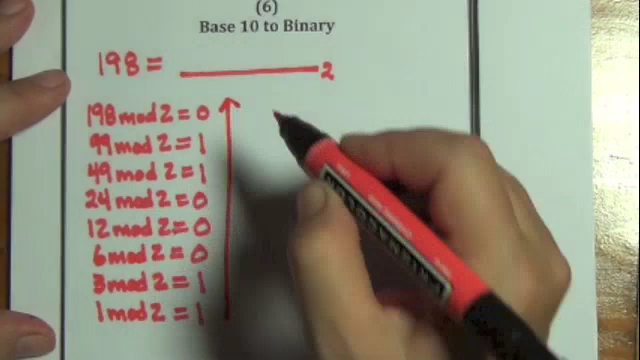 (6)
Base 10 to Binary
198 = 2
198 mod 2 = 0
99 mod 2 = 1
49 mod 2 = 1
24 mod 2 = 0
12 mod 2 = 0
6 mod 2 = 0
3 mod 2 = 1
1 mod 2 = 1